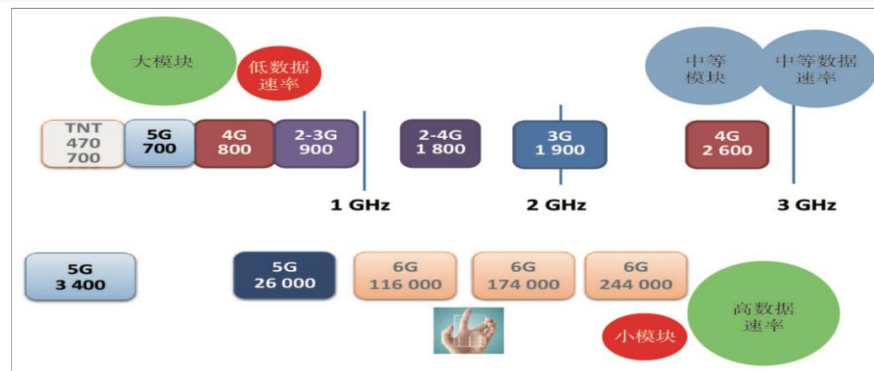 大模块
低数据
速率
中等
模块
中等数据
速率
TNT
470
700
5G
700
4G
800
2-3G
900
2-4G
1 800
3G
1 900
4G
2 600
1 GHz
2 GHz
3 GHz
5G
3 400
5G
26 000
6G
116 000
6G
174 000
6G
244 000
小模块
高数据
速率